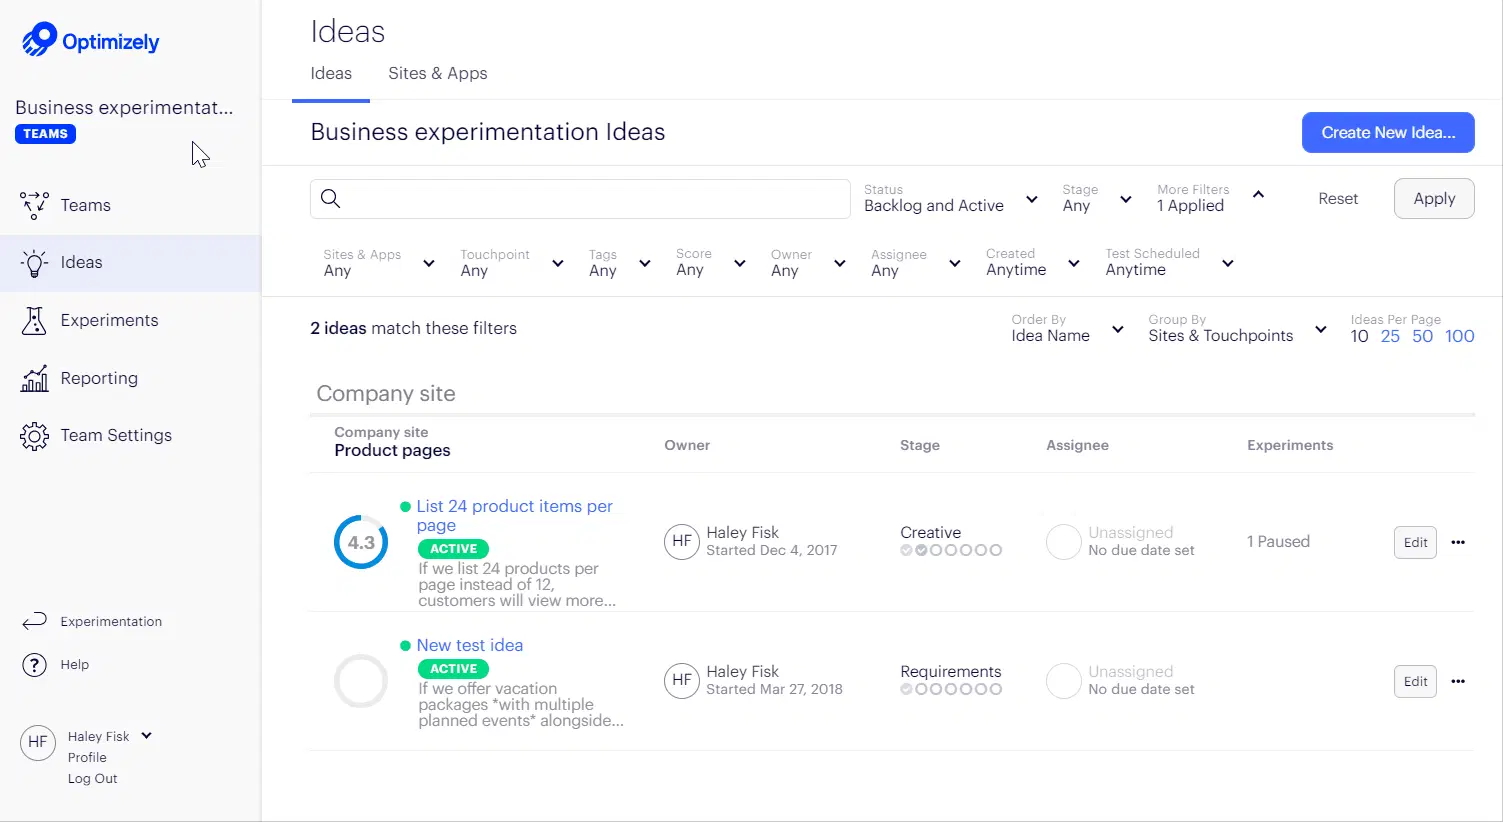 Optimizely
Business experimentat...
TEAMS
Teams
Ideas
Experiments
Reporting
Team Settings
Experimentation
Help
HF
Haley Fisk
Profile
Log Out
Ideas
Ideas Sites & Apps
Business experimentation Ideas
Create New Idea...
Status
Backlog and Active
Stage
Any
More Filters
1 Applied
Reset
Apply
Sites & Apps
Any
Touchpoint
Any
Tags
Any
Score
Any
Owner
Any
Assignee
Any
Created
Anytime
Test Scheduled
Anytime
2 ideas match these filters
Order By
Idea Name
Group By
Sites & Touchpoints
Ideas Per Page
10 25 50 100
Company site
Company site
Product pages
Owner
Stage
Assignee
Experiments
4.3
List 24 product items per
page
ACTIVE
If we list 24 products per
page instead of 12,
customers will view more...
HF
Haley Fisk
Started Dec 4, 2017
Creative
Unassigned
No due date set
1 Paused
Edit
New test idea
ACTIVE
If we offer vacation
packages *with multiple
planned events* alongside...
HF
Haley Fisk
Started Mar 27, 2018
Requirements
Unassigned
No due date set
Edit